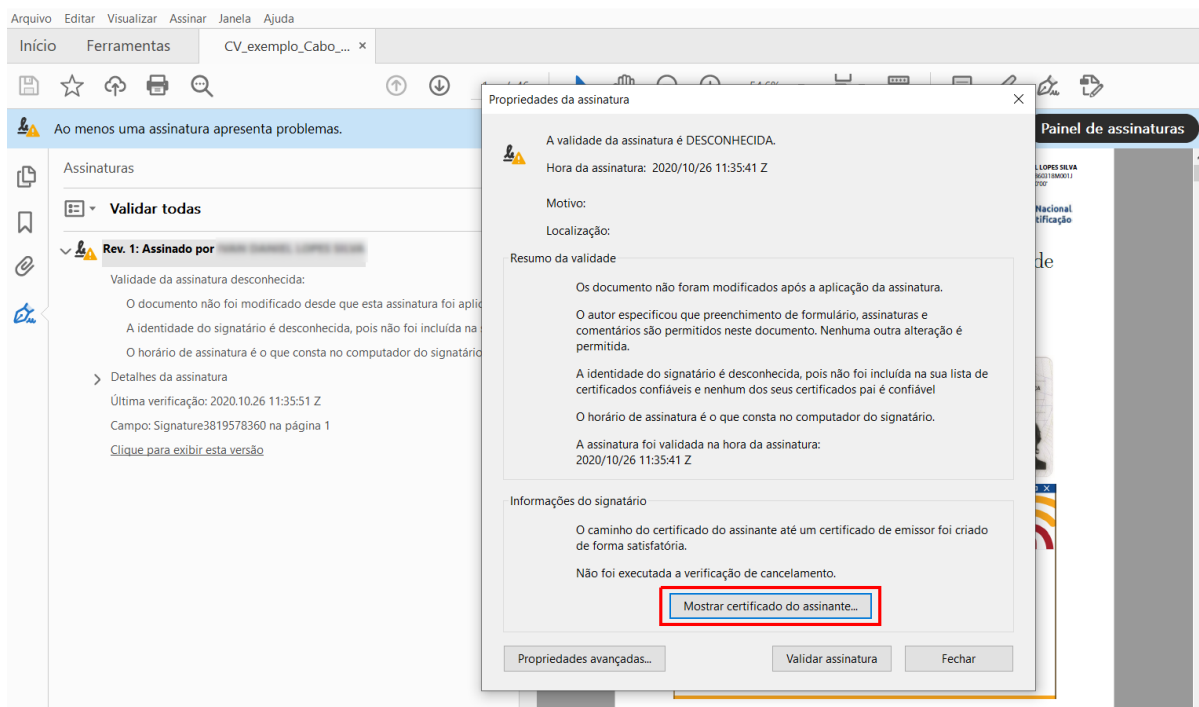 Arquivo Editar Visualizar Assinar Janela Ajuda
Início Ferramentas CV_exemplo_Cabo_... ×
Ao menos uma assinatura apresenta problemas.
Painel de assinaturas
Assinaturas
Validar todas
Rev. 1: Assinado por
Validade da assinatura desconhecida:
O documento não foi modificado desde que esta assinatura foi aplic
A identidade do signatário é desconhecida, pois não foi incluída na
O horário de assinatura é o que consta no computador do signatário
Detalhes da assinatura
Última verificação: 2020.10.26 11:35:51 Z
Campo: Signature3819578360 na página 1
Clique para exibir esta versão
Propriedades da assinatura
A validade da assinatura é DESCONHECIDA.
Hora da assinatura: 2020/10/26 11:35:41 Z
Motivo:
Localização:
Resumo da validade
Os documento não foram modificados após a aplicação da assinatura.
O autor especificou que preenchimento de formulário, assinaturas e
comentários são permitidos neste documento. Nenhuma outra alteração é
permitida.
A identidade do signatário é desconhecida, pois não foi incluída na sua lista de
certificados confiáveis e nenhum dos seus certificados pai é confiável
O horário de assinatura é o que consta no computador do signatário.
A assinatura foi validada na hora da assinatura:
2020/10/26 11:35:41 Z
Informações do signatário
O caminho do certificado do assinante até um certificado de emissor foi criado
de forma satisfatória.
Não foi executada a verificação de cancelamento.
Mostrar certificado do assinante...
Propriedades avançadas... Validar assinatura Fechar
LOPES SILVA
Nacional
tificação
de